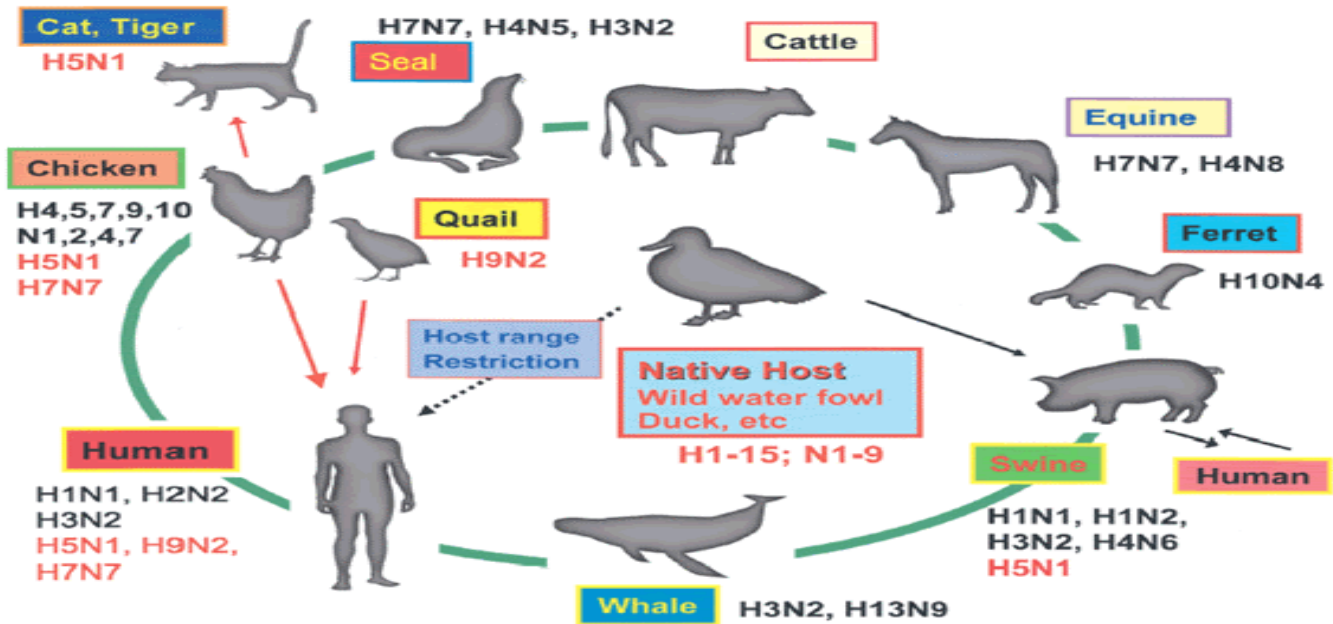 Cat, Tiger
H5N1
H7N7, H4N5, H3N2
Seal
Cattle
Equine
H7N7, H4N8
Chicken
H4,5,7,9,10
N1,2,4,7
H5N1
H7N7
Quail
H9N2
Ferret
H10N4
Host range
Restriction
Native Host
Wild water fowl
Duck, etc
H1-15; N1-9
Human
H1N1, H2N2
H3N2
H5N1, H9N2,
H7N7
Swine
H1N1, H1N2,
H3N2, H4N6
H5N1
Human
Whale
H3N2, H13N9